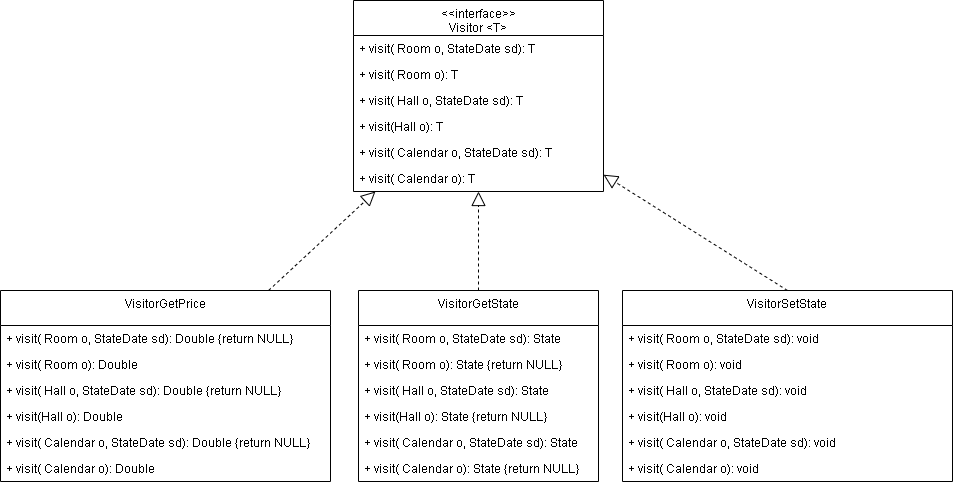 <<interface>>
Visitor <T>
+ visit( Room o, StateDate sd): T
+ visit( Room o): T
+ visit( Hall o, StateDate sd): T
+ visit(Hall o): T
+ visit( Calendar o, StateDate sd): T
+ visit( Calendar o): T
VisitorGetPrice
+ visit( Room o, StateDate sd): Double {return NULL}
+ visit( Room o): Double
+ visit( Hall o, StateDate sd): Double {return NULL}
+ visit(Hall o): Double
+ visit( Calendar o, StateDate sd): Double {return NULL}
+ visit( Calendar o): Double
VisitorGetState
+ visit( Room o, StateDate sd): State
+ visit( Room o): State {return NULL}
+ visit( Hall o, StateDate sd): State
+ visit(Hall o): State {return NULL}
+ visit( Calendar o, StateDate sd): State
+ visit( Calendar o): State {return NULL}
VisitorSetState
+ visit( Room o, StateDate sd): void
+ visit( Room o): void
+ visit( Hall o, StateDate sd): void
+ visit(Hall o): void
+ visit( Calendar o, StateDate sd): void
+ visit( Calendar o): void